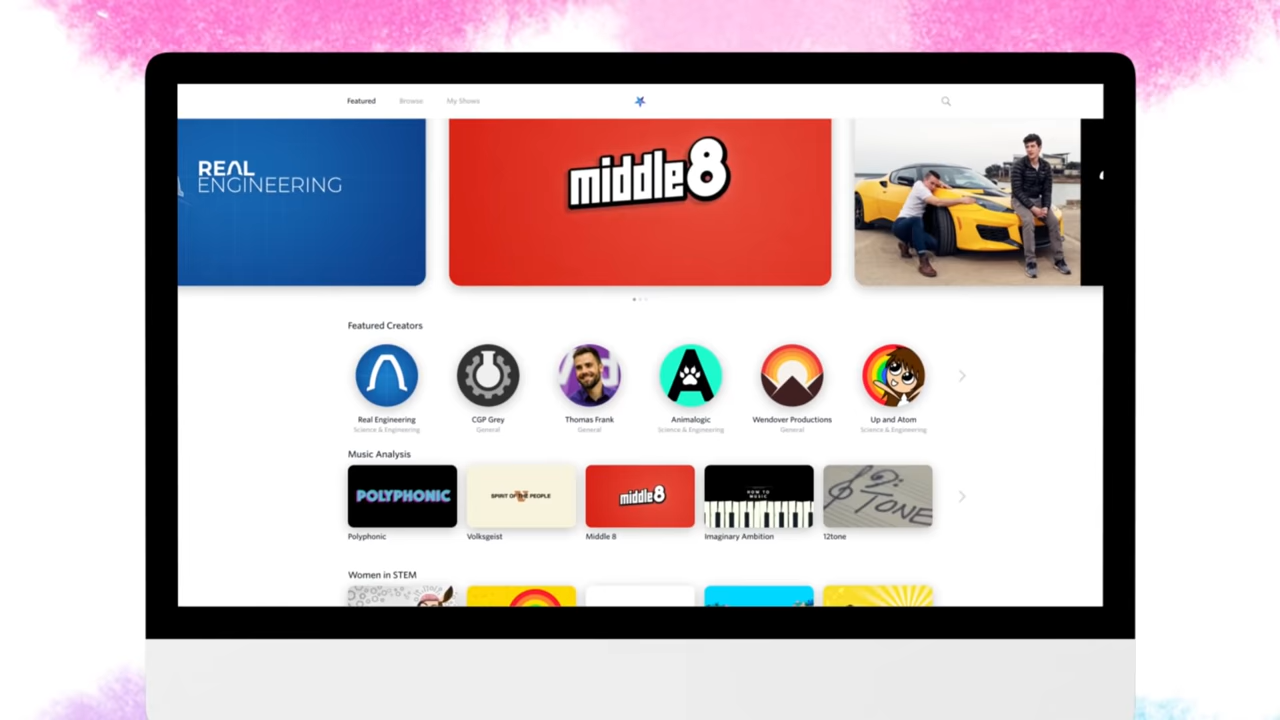 Featured
Browse
My Shows
REAL
ENGINEERING
middle8
Featured Creators
Real Engineering
CGP Grey
Thomas Frank
Animalogic
Wendover Productions
Up and Atom
Science & Engineering
General
General
Science & Engineering
General
Science & Engineering
Music Analysis
POLYPHONIC
SPIRIT OF THE PEOPLE
V
middle8
HOW TO
MUSIC
12
TONE
Polyphonic
Volksgeist
Middle 8
Imaginary Ambition
12tone
Women in STEM